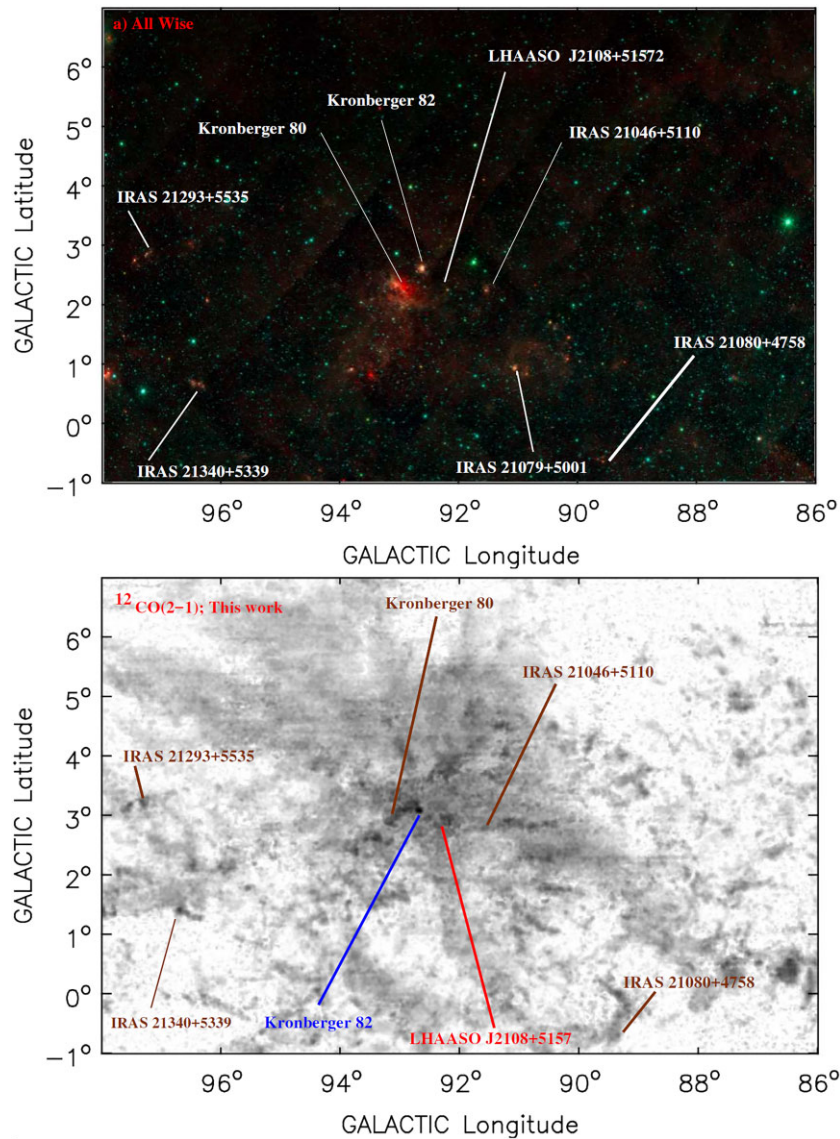 a) All Wise
LHAASO J2108+51572
Kronberger 82
Kronberger 80
IRAS 21046+5110
IRAS 21293+5535
IRAS 21080+4758
IRAS 21340+5339
IRAS 21079+5001
GALACTIC Latitude
6°
5°
4°
3°
2°
1°
0°
−1°
96° 94° 92° 90° 88° 86°
GALACTIC Longitude
12 CO(2−1); This work
Kronberger 80
IRAS 21046+5110
IRAS 21293+5535
IRAS 21340+5339
Kronberger 82
IRAS 21080+4758
LHAASO J2108+5157
GALACTIC Latitude
6°
5°
4°
3°
2°
1°
0°
−1°
96° 94° 92° 90° 88° 86°
GALACTIC Longitude